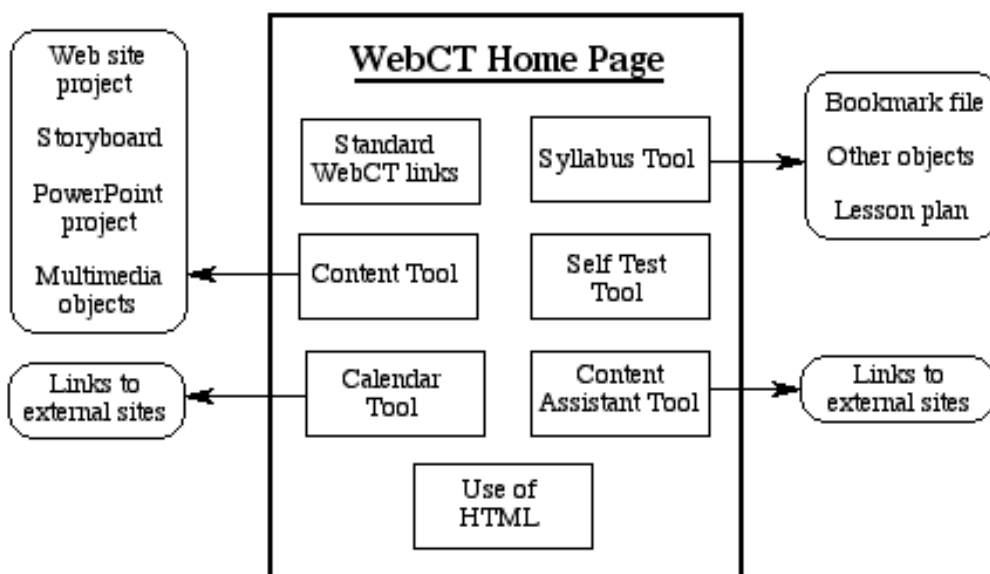 WebCT Home Page
Web site
project
Storyboard
PowerPoint
project
Multimedia
objects
Standard
WebCT links
Syllabus Tool
Bookmark file
Other objects
Lesson plan
Content Tool
Self Test
Tool
Links to
external sites
Calendar
Tool
Content
Assistant Tool
Links to
external sites
Use of
HTML